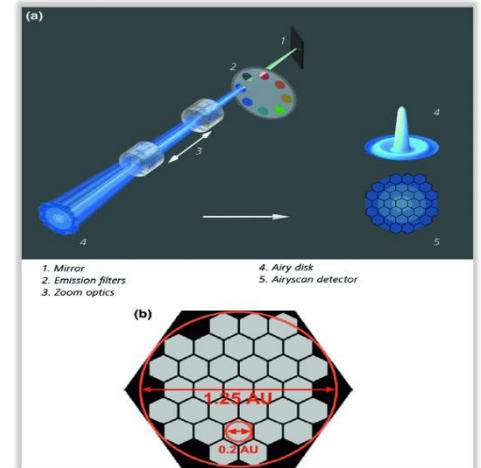 (a)
1
2
3
4
4
5
1. Mirror
2. Emission filters
3. Zoom optics
4. Airy disk
5. Airyscan detector
(b)
1.25 AU
0.2 AU